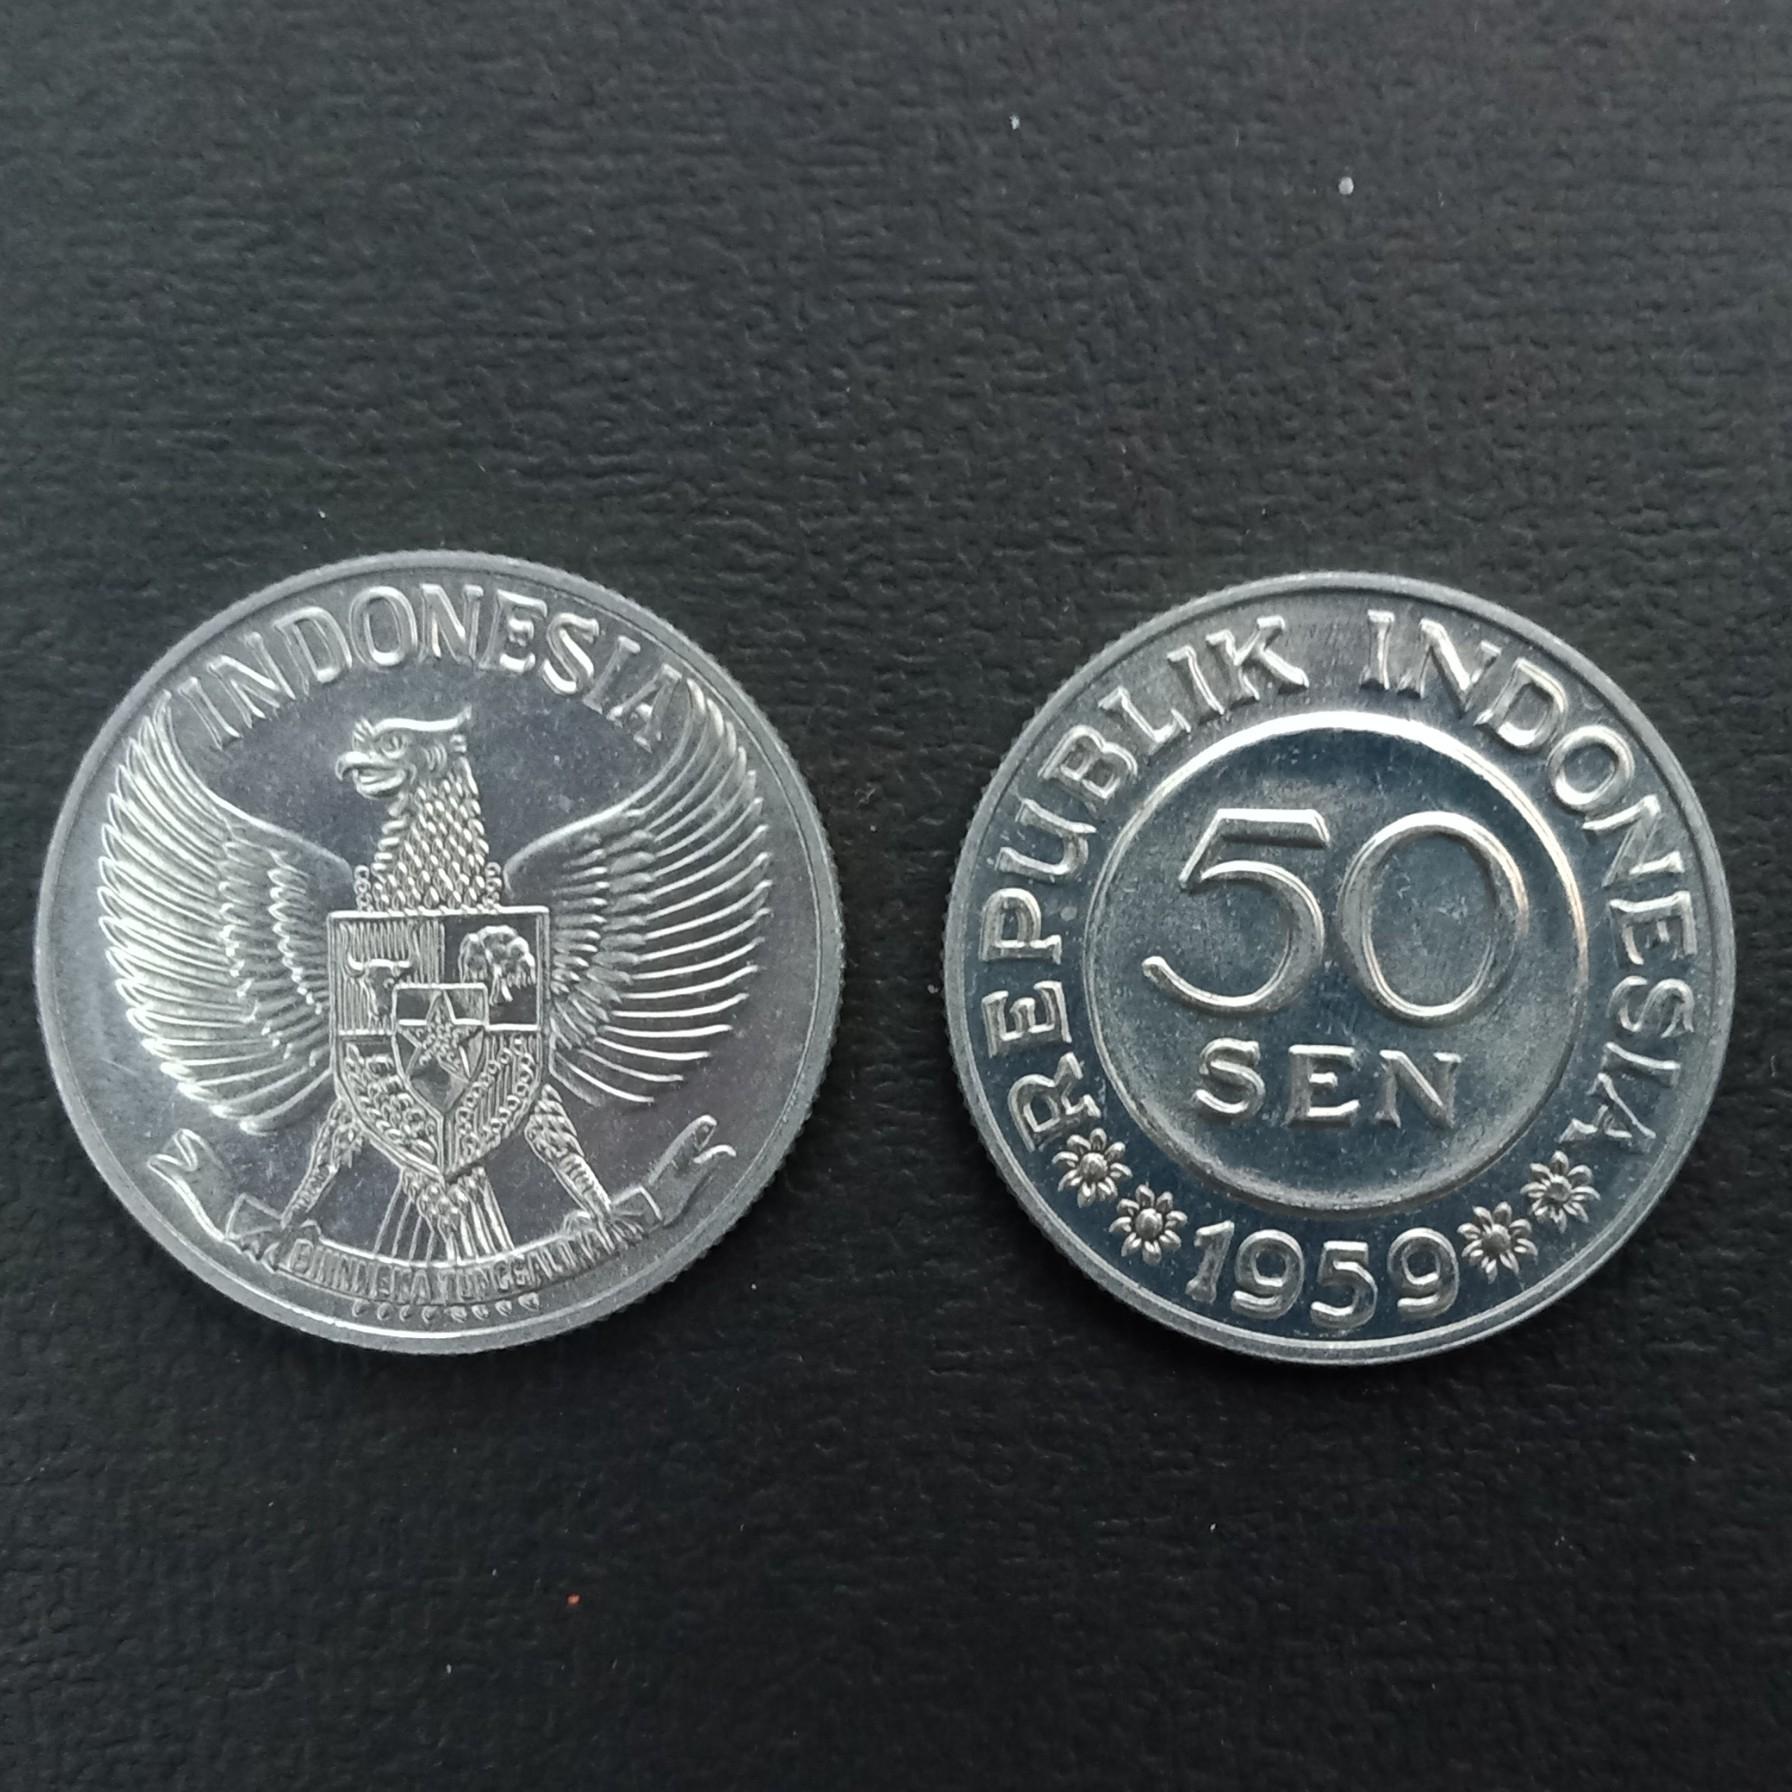 INDONESIA
BHINNEKA TUNGGAL IKA
REPUBLIK INDONESIA
50
SEN
1959